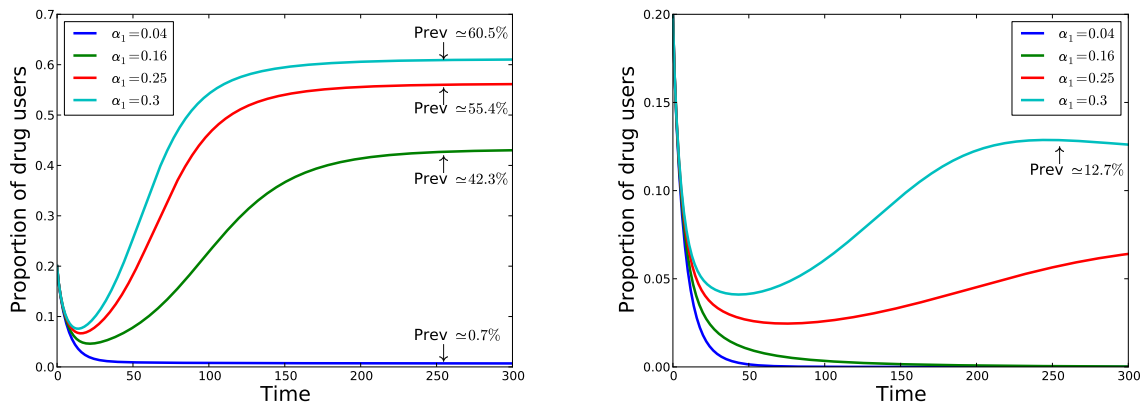 α₁=0.04
α₁=0.16
α₁=0.25
α₁=0.3
Prev ≃60.5%
Prev ≃55.4%
Prev ≃42.3%
Prev ≃0.7%
Proportion of drug users
0.7
0.6
0.5
0.4
0.3
0.2
0.1
0.0
0 50 100 150 200 250 300
Time
α₁=0.04
α₁=0.16
α₁=0.25
α₁=0.3
Prev ≃12.7%
Proportion of drug users
0.20
0.15
0.10
0.05
0.00
0 50 100 150 200 250 300
Time